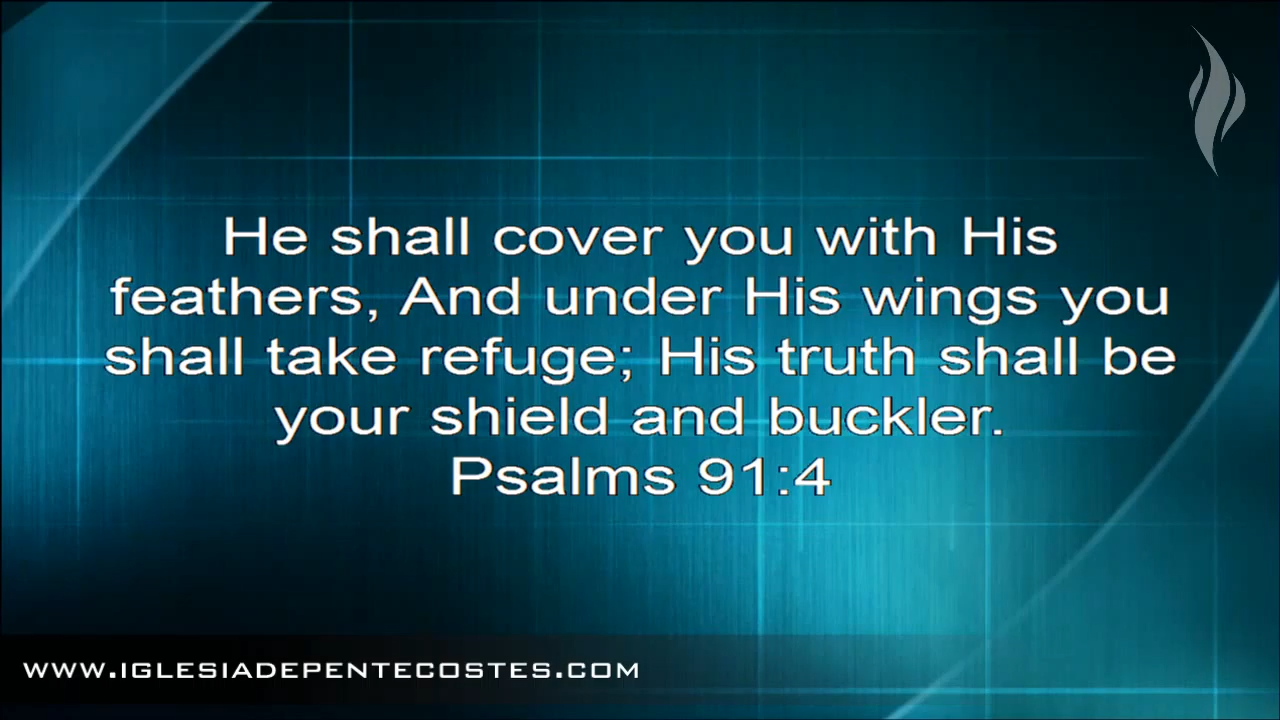 He shall cover you with His
feathers, And under His wings you
shall take refuge; His truth shall be
your shield and buckler.
Psalms 91:4
WWW.IGLESIADEPENTECOSTES.COM